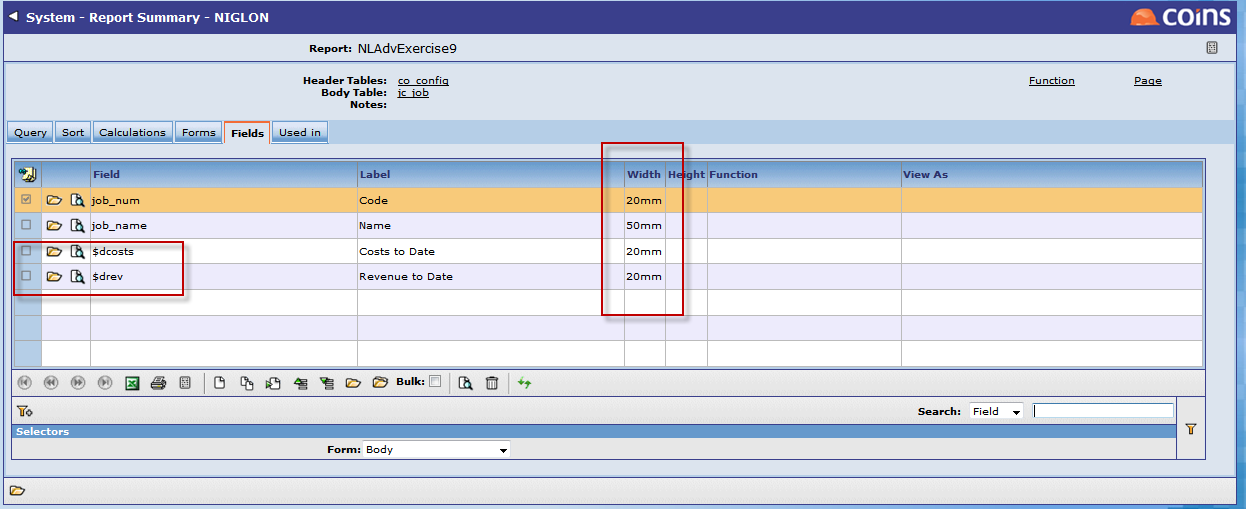 System - Report Summary - NIGLON
coins
Report: NLAdvExercise9
Header Tables: co_config Function Page
Body Table: jc_job
Notes:
Query Sort Calculations Forms Fields Used in
Field Label Width Height Function View As
job_num Code 20mm
job_name Name 50mm
$dcosts Costs to Date 20mm
$drev Revenue to Date 20mm
Bulk:
Search: Field
Selectors
Form: Body